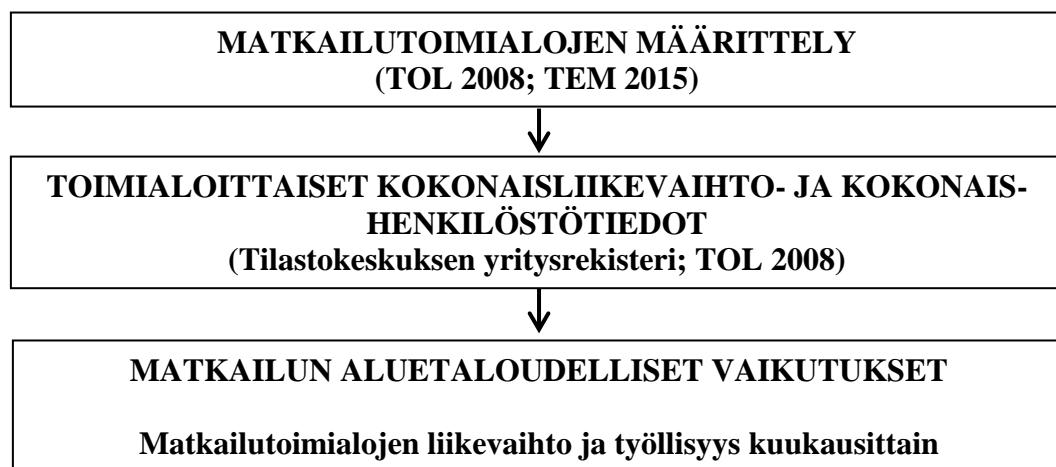 MATKAILUTOIMIALOJEN MÄÄRITTELY
(TOL 2008; TEM 2015)
TOIMIALOITTAISET KOKONAISLIIKEVAIHTO- JA KOKONAIS-
HENKILÖSTÖTIEDOT
(Tilastokeskuksen yritysrekisteri; TOL 2008)
MATKAILUN ALUETALOUDELLISET VAIKUTUKSET
Matkailutoimialojen liikevaihto ja työllisyys kuukausittain